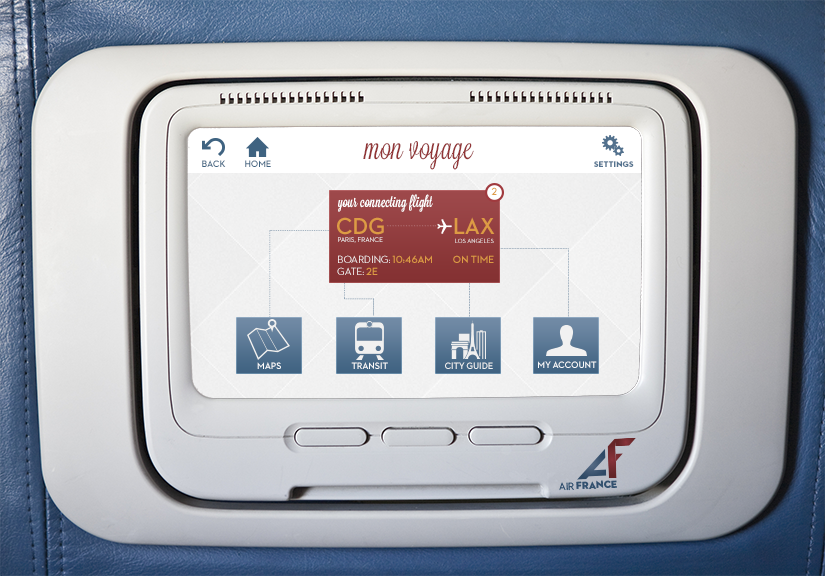 BACK
HOME
mon voyage
SETTINGS
2
your connecting flight
CDG
LAX
PARIS, FRANCE
LOS ANGELES
BOARDING: 10:46AM
ON TIME
GATE: 2E
MAPS
TRANSIT
CITY GUIDE
MY ACCOUNT
AF
AIR FRANCE